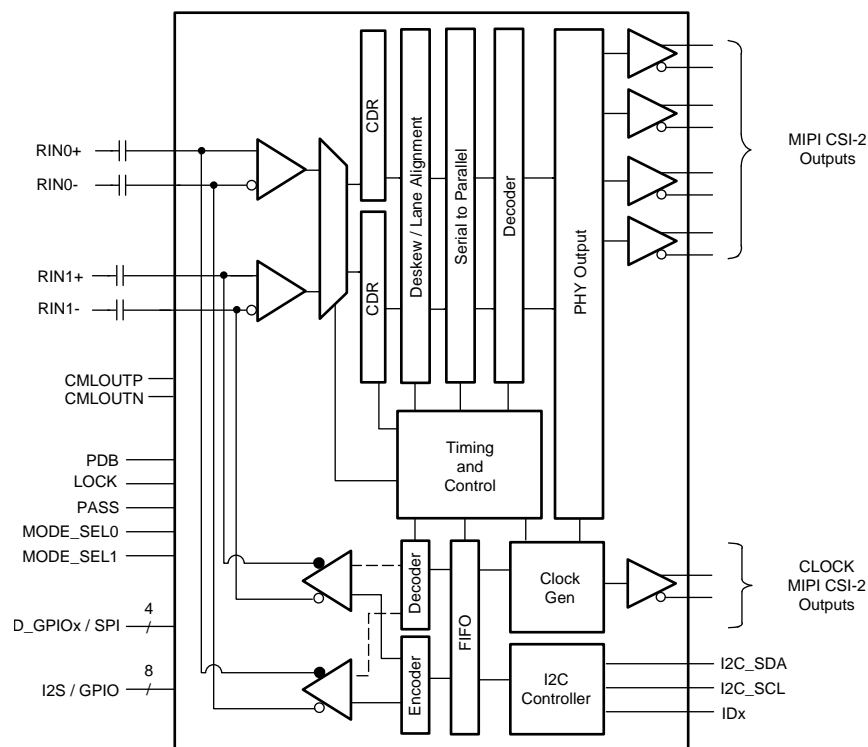 RIN0+
RIN0-
RIN1+
RIN1-
CMLOUTP
CMLOUTN
PDB
LOCK
PASS
MODE_SEL0
MODE_SEL1
4
D_GPIOx / SPI
8
I2S / GPIO
CDR
CDR
Deskew / Lane Alignment
Serial to Parallel
Decoder
PHY Output
Timing
and
Control
Decoder
Encoder
FIFO
Clock
Gen
I2C
Controller
MIPI CSI-2
Outputs
CLOCK
MIPI CSI-2
Outputs
I2C_SDA
I2C_SCL
IDx